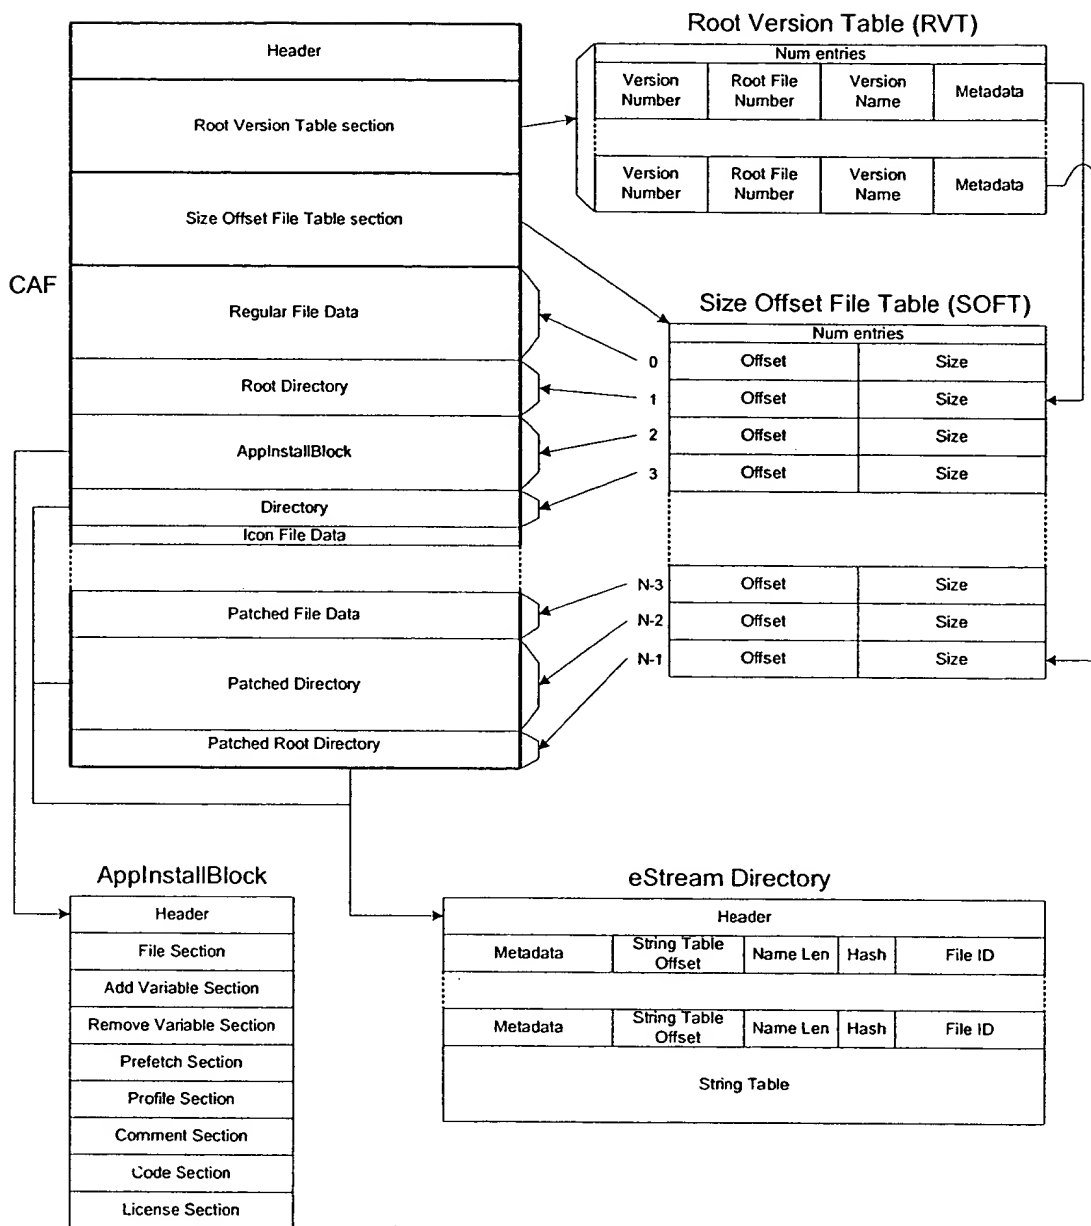 Root Version Table (RVT)
Header
Num entries
Version Number
Root File Number
Version Name
Metadata
Root Version Table section
Version Number
Root File Number
Version Name
Metadata
Size Offset File Table section
CAF
Size Offset File Table (SOFT)
Regular File Data
Num entries
0
Offset
Size
Root Directory
1
Offset
Size
AppInstallBlock
2
Offset
Size
Directory
3
Offset
Size
Icon File Data
Patched File Data
N-3
Offset
Size
N-2
Offset
Size
Patched Directory
N-1
Offset
Size
Patched Root Directory
AppInstallBlock
Header
File Section
Add Variable Section
Remove Variable Section
Prefetch Section
Profile Section
Comment Section
Code Section
License Section
eStream Directory
Header
Metadata
String Table Offset
Name Len
Hash
File ID
Metadata
String Table Offset
Name Len
Hash
File ID
String Table